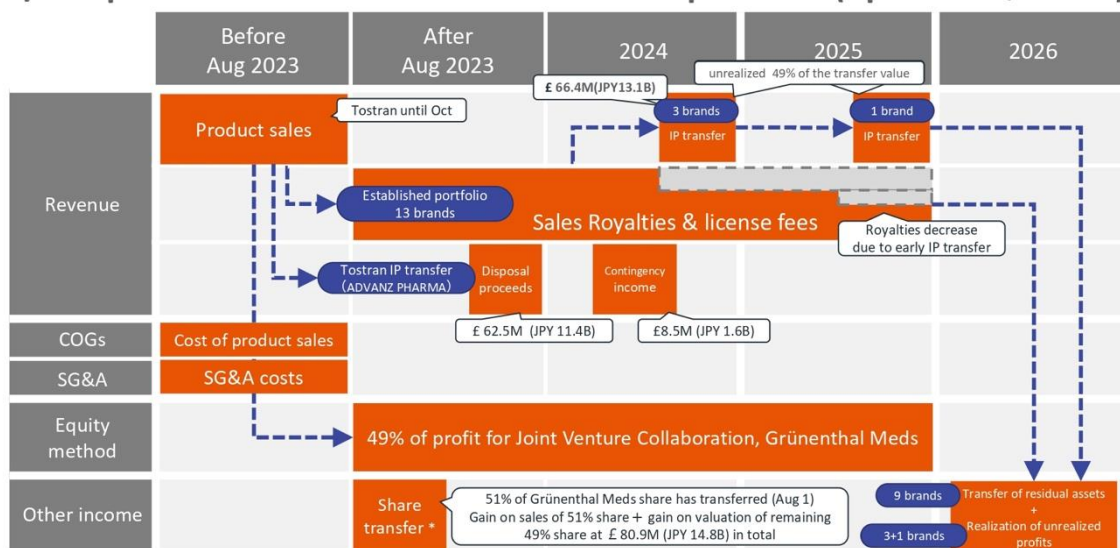 Before
Aug 2023
After
Aug 2023
2024
2025
2026
£ 66.4M(JPY13.1B)
unrealized 49% of the transfer value
Revenue
Product sales
Tostran until Oct
3 brands
IP transfer
1 brand
IP transfer
Established portfolio
13 brands
Sales Royalties & license fees
Royalties decrease
due to early IP transfer
Tostran IP transfer
(ADVANZ PHARMA)
Disposal
proceeds
Contingency
income
£ 62.5M (JPY 11.4B)
£8.5M (JPY 1.6B)
COGs
Cost of product sales
SG&A
SG&A costs
Equity
method
49% of profit for Joint Venture Collaboration, Grünenthal Meds
Other income
Share
transfer *
51% of Grünenthal Meds share has transferred (Aug 1)
Gain on sales of 51% share + gain on valuation of remaining
49% share at £ 80.9M (JPY 14.8B) in total
9 brands
3+1 brands
Transfer of residual assets
+
Realization of unrealized
profits